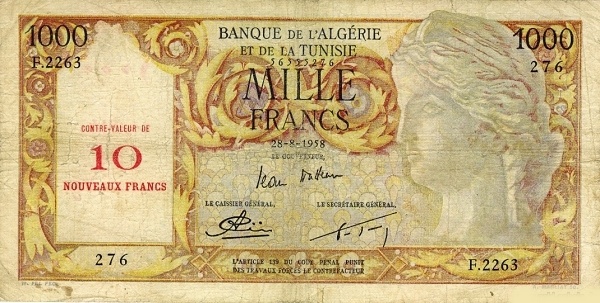 1000
BANQUE DE L'ALGÉRIE
1000
F.2263
ET DE LA TUNISIE
56555276
276
MILLE
FRANCS
CONTRE-VALEUR DE
10
NOUVEAUX FRANCS
28-8-1958
LE GOUVERNEUR,
LE CAISSIER GÉNÉRAL,
LE SECRÉTAIRE GÉNÉRAL,
276
F.2263
L'ARTICLE 139 DU CODE PENAL PUNIT
DES TRAVAUX FORCÉS LE CONTREFACTEUR